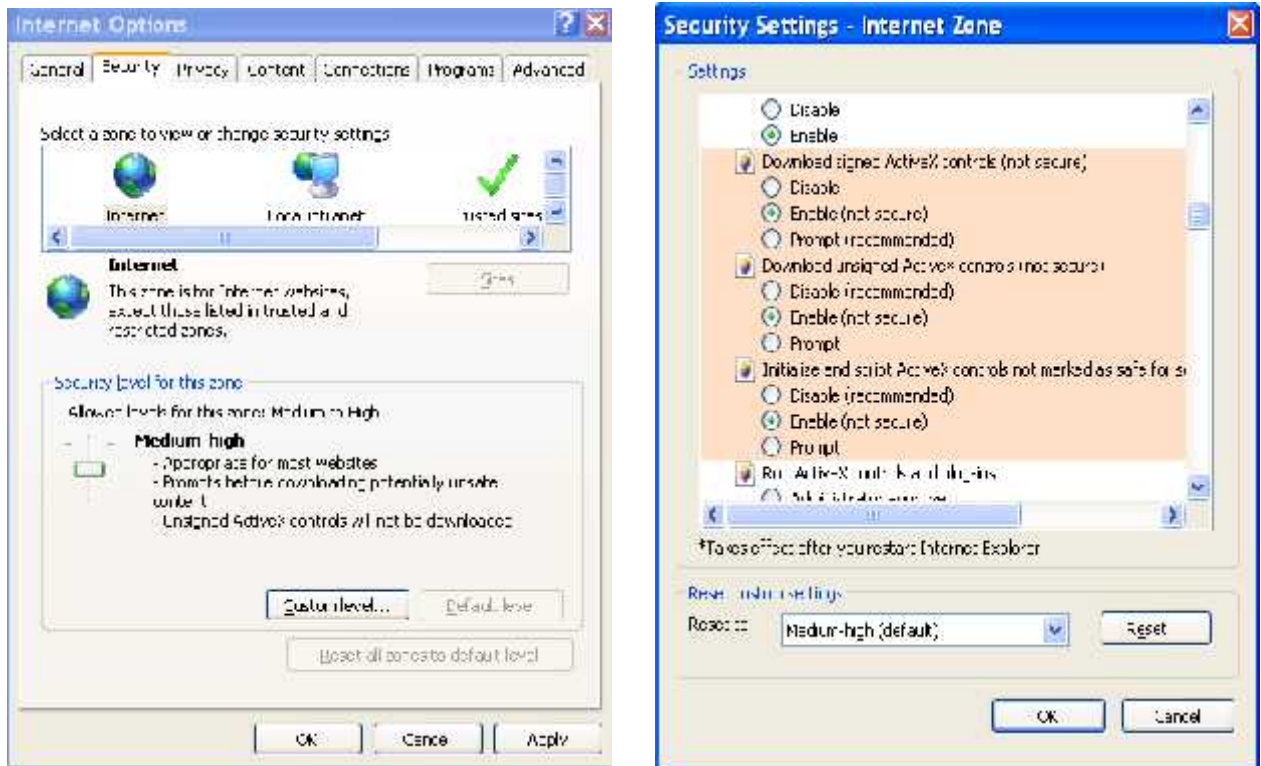 Internet Options
General Security Privacy Content Connections Programs Advanced
Select a zone to view or change security settings
Internet Local intranet Trusted sites
Internet
Sites
This zone is for Internet websites,
except those listed in trusted and
restricted zones.
Security level for this zone
Allowed levels for this zone: Medium to High
Medium-high
- Appropriate for most websites
- Prompts before downloading potentially unsafe
content
- Unsigned ActiveX controls will not be downloaded
Custom level... Default level
Reset all zones to default level
OK Cancel Apply
Security Settings - Internet Zone
Settings
Disable
Enable
Download signed ActiveX controls (not secure)
Disable
Enable (not secure)
Prompt (recommended)
Download unsigned ActiveX controls (not secure)
Disable (recommended)
Enable (not secure)
Prompt
Initialize and script ActiveX controls not marked as safe for
Disable (recommended)
Enable (not secure)
Prompt
Run ActiveX controls and plug-ins
*Takes effect after you restart Internet Explorer
Reset custom settings
Reset to: Medium-high (default) Reset
OK Cancel